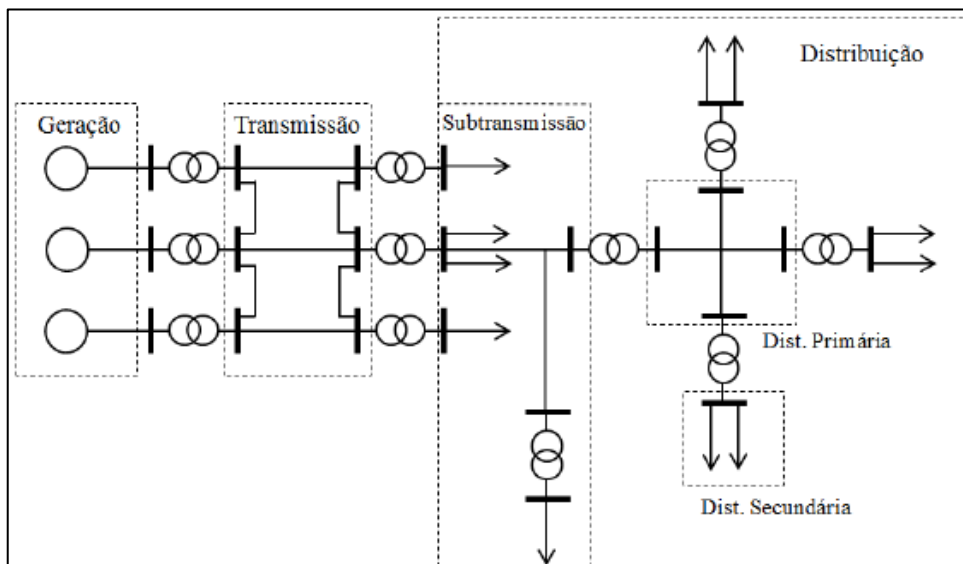 Distribuição
Geração
Transmissão
Subtransmissão
Dist. Primária
Dist. Secundária